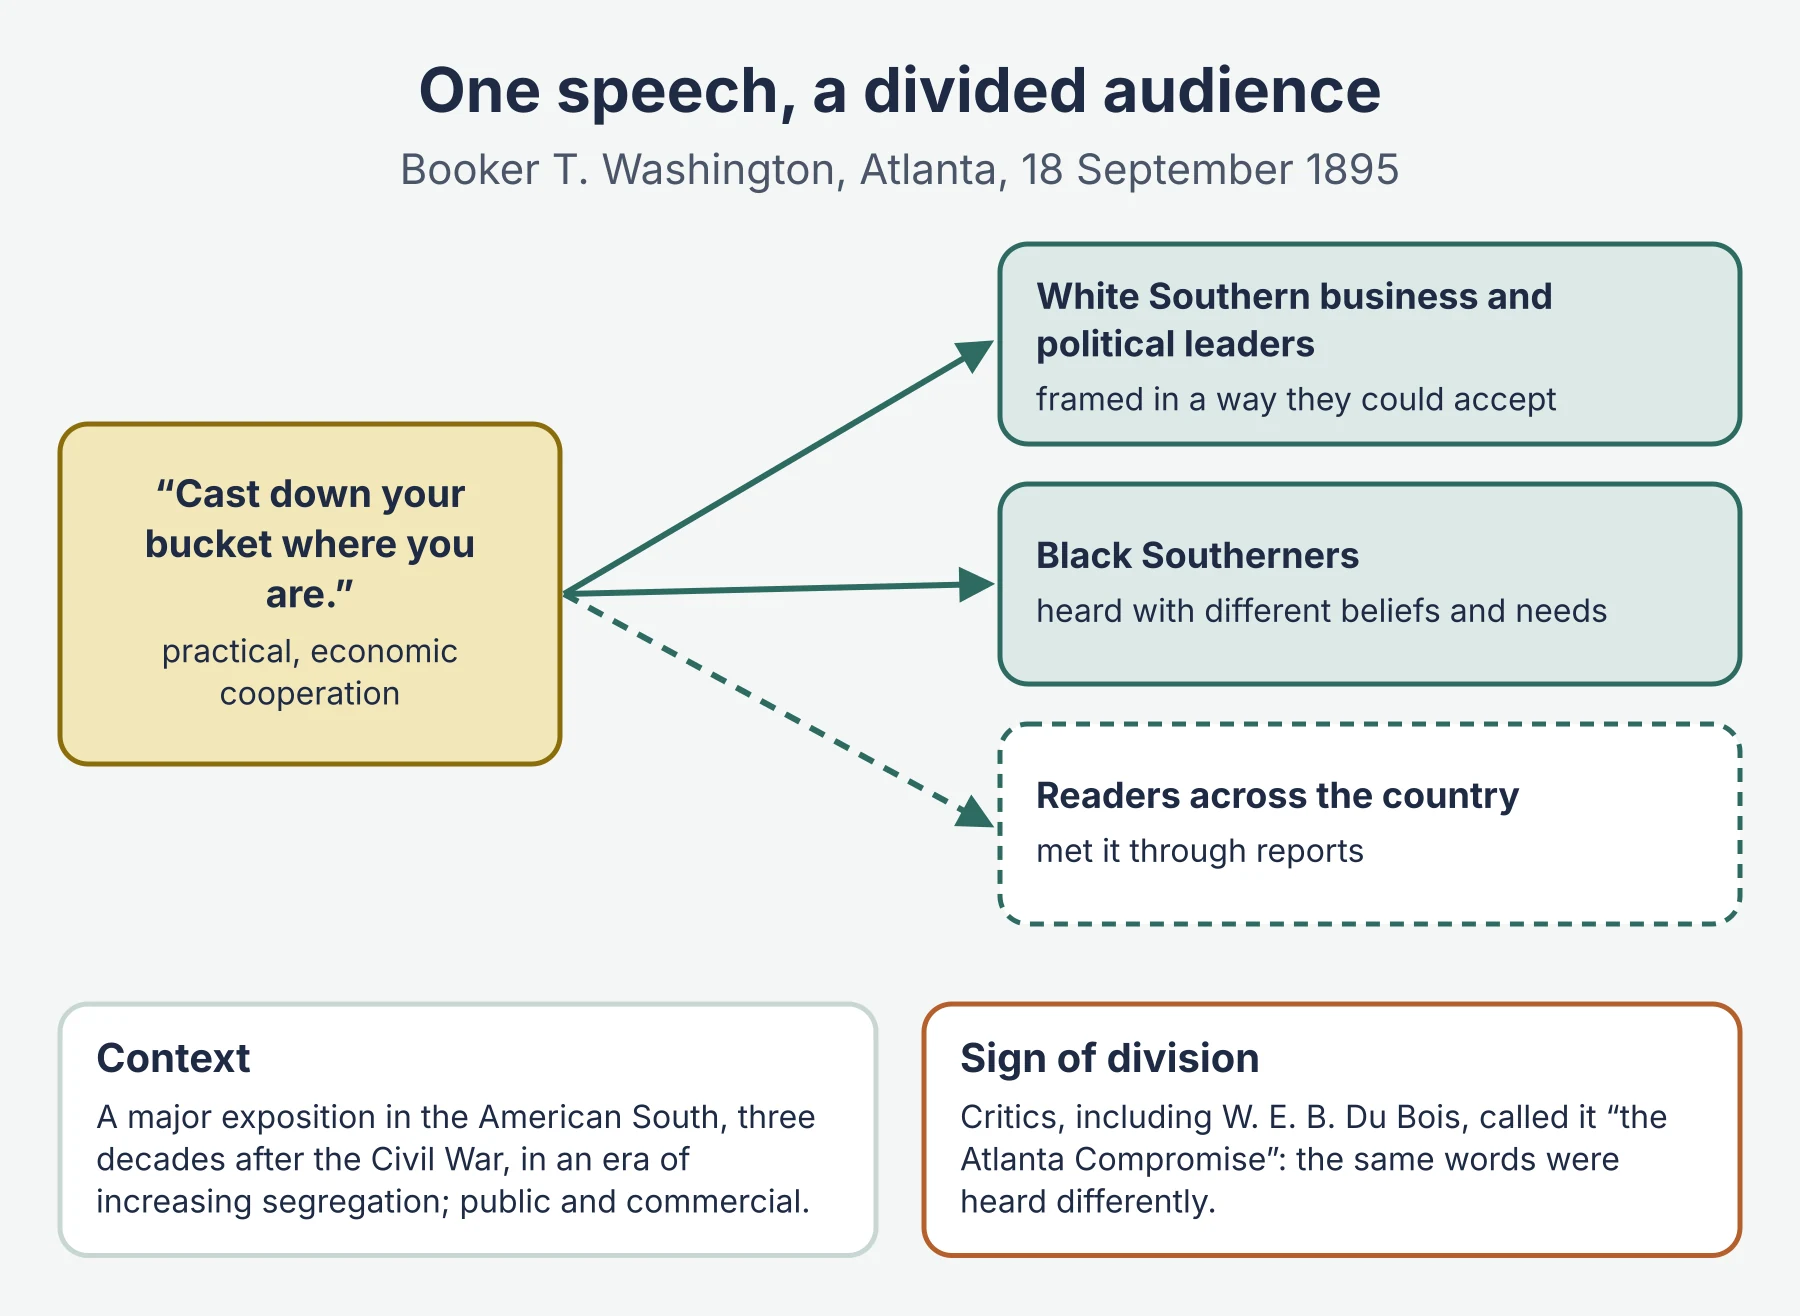 One speech, a divided audience
Booker T. Washington, Atlanta, 18 September 1895
“Cast down your
bucket where you
are.”
practical, economic
cooperation
White Southern business and
political leaders
framed in a way they could accept
Black Southerners
heard with different beliefs and needs
Readers across the country
met it through reports
Context
A major exposition in the American South, three
decades after the Civil War, in an era of
increasing segregation; public and commercial.
Sign of division
Critics, including W. E. B. Du Bois, called it “the
Atlanta Compromise”: the same words were
heard differently.